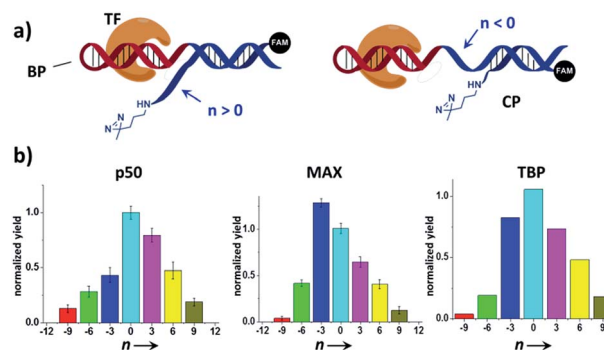 a)
TF
BP
FAM
HN
n > 0
n < 0
FAM
HN
CP
b)
p50
normalized yield
1.0
0.5
0.0
-12 -9 -6 -3 0 3 6 9 12
n →
MAX
normalized yield
1.0
0.5
0.0
-12 -9 -6 -3 0 3 6 9 12
n →
TBP
normalized yield
1.0
0.5
0.0
-9 -6 -3 0 3 6 9
n →